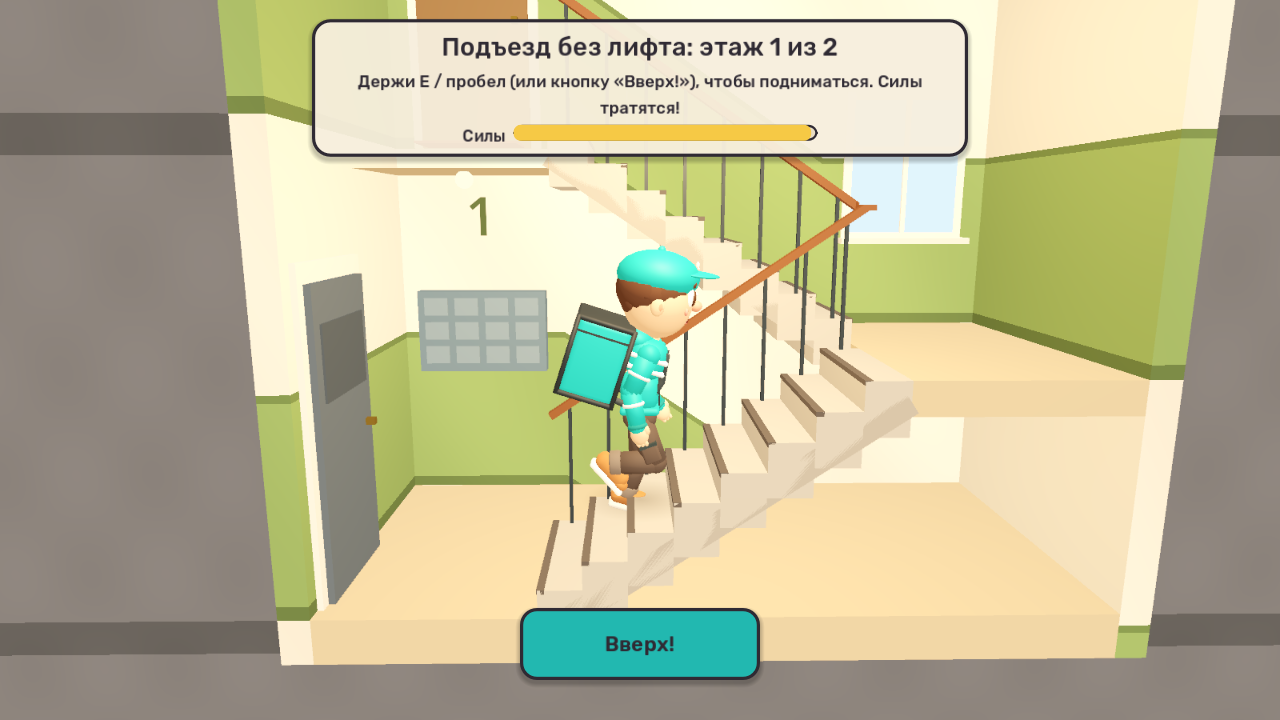 Подъезд без лифта: этаж 1 из 2
Держи E / пробел (или кнопку «Вверх!»), чтобы подниматься. Силы
тратятся!
Силы
1
Вверх!